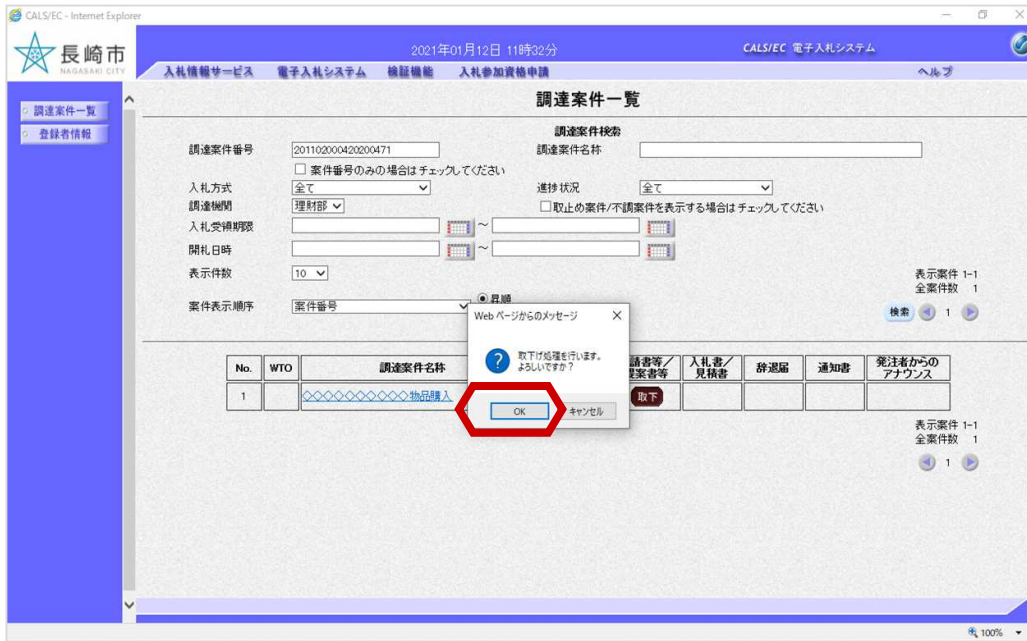 CALS/EC - Internet Explorer
長崎市
NAGASAKI CITY
2021年01月12日 11時32分
CALS/EC 電子入札システム
入札情報サービス 電子入札システム 検証機能 入札参加資格申請 ヘルプ
調達案件一覧
登録者情報
調達案件一覧
調達案件検索
調達案件番号 201102000420200471 調達案件名称
案件番号のみの場合はチェックしてください
入札方式 全て 進捗状況 全て
調達機関 理財部 取止め案件/不調案件を表示する場合はチェックしてください
入札受領期限 ～
開札日時 ～
表示件数 10
表示案件 1-1
全案件数 1
案件表示順序 案件番号 昇順
検索 1
Web ページからのメッセージ
取下げ処理を行います。
よろしいですか？
OK キャンセル
No. WTO 調達案件名称 入札書/見積書 辞退届 通知書 発注者からのアナウンス
1 ◇◇◇◇◇◇◇◇◇◇物品購入 取下
表示案件 1-1
全案件数 1
1
100%